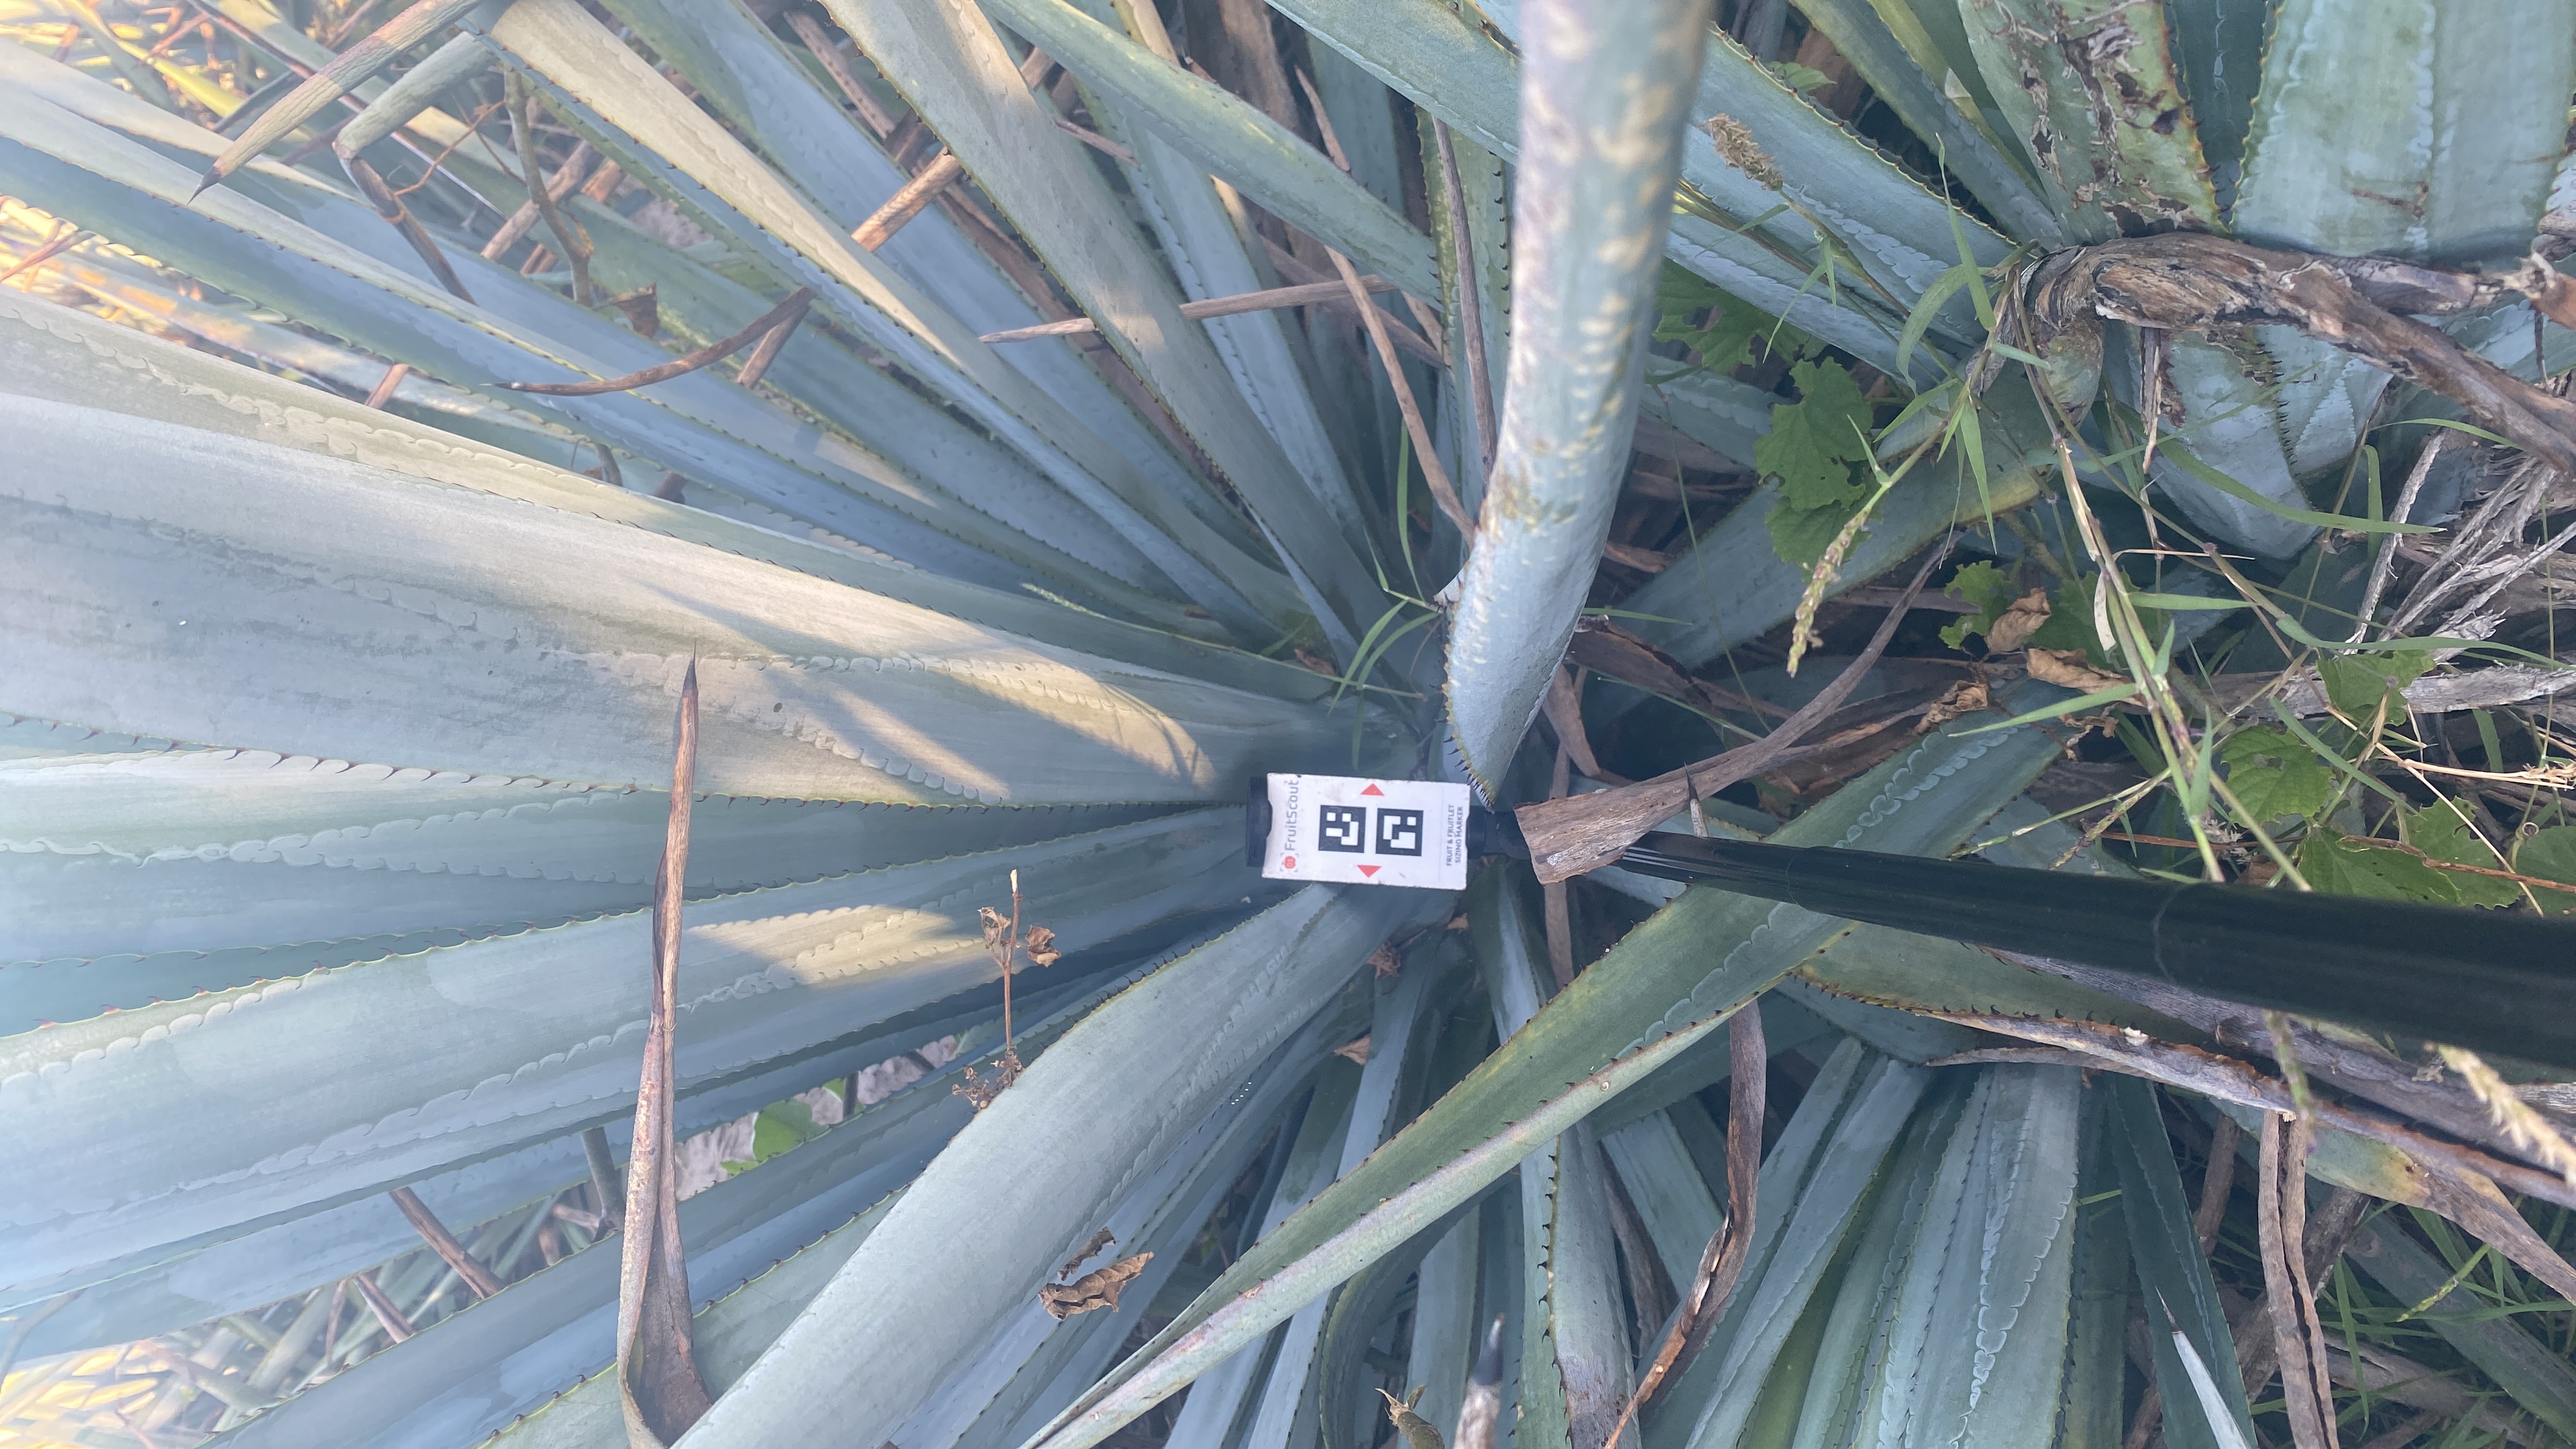 Fruitscout
FRUIT & FRUITLET
SIZING MARKER